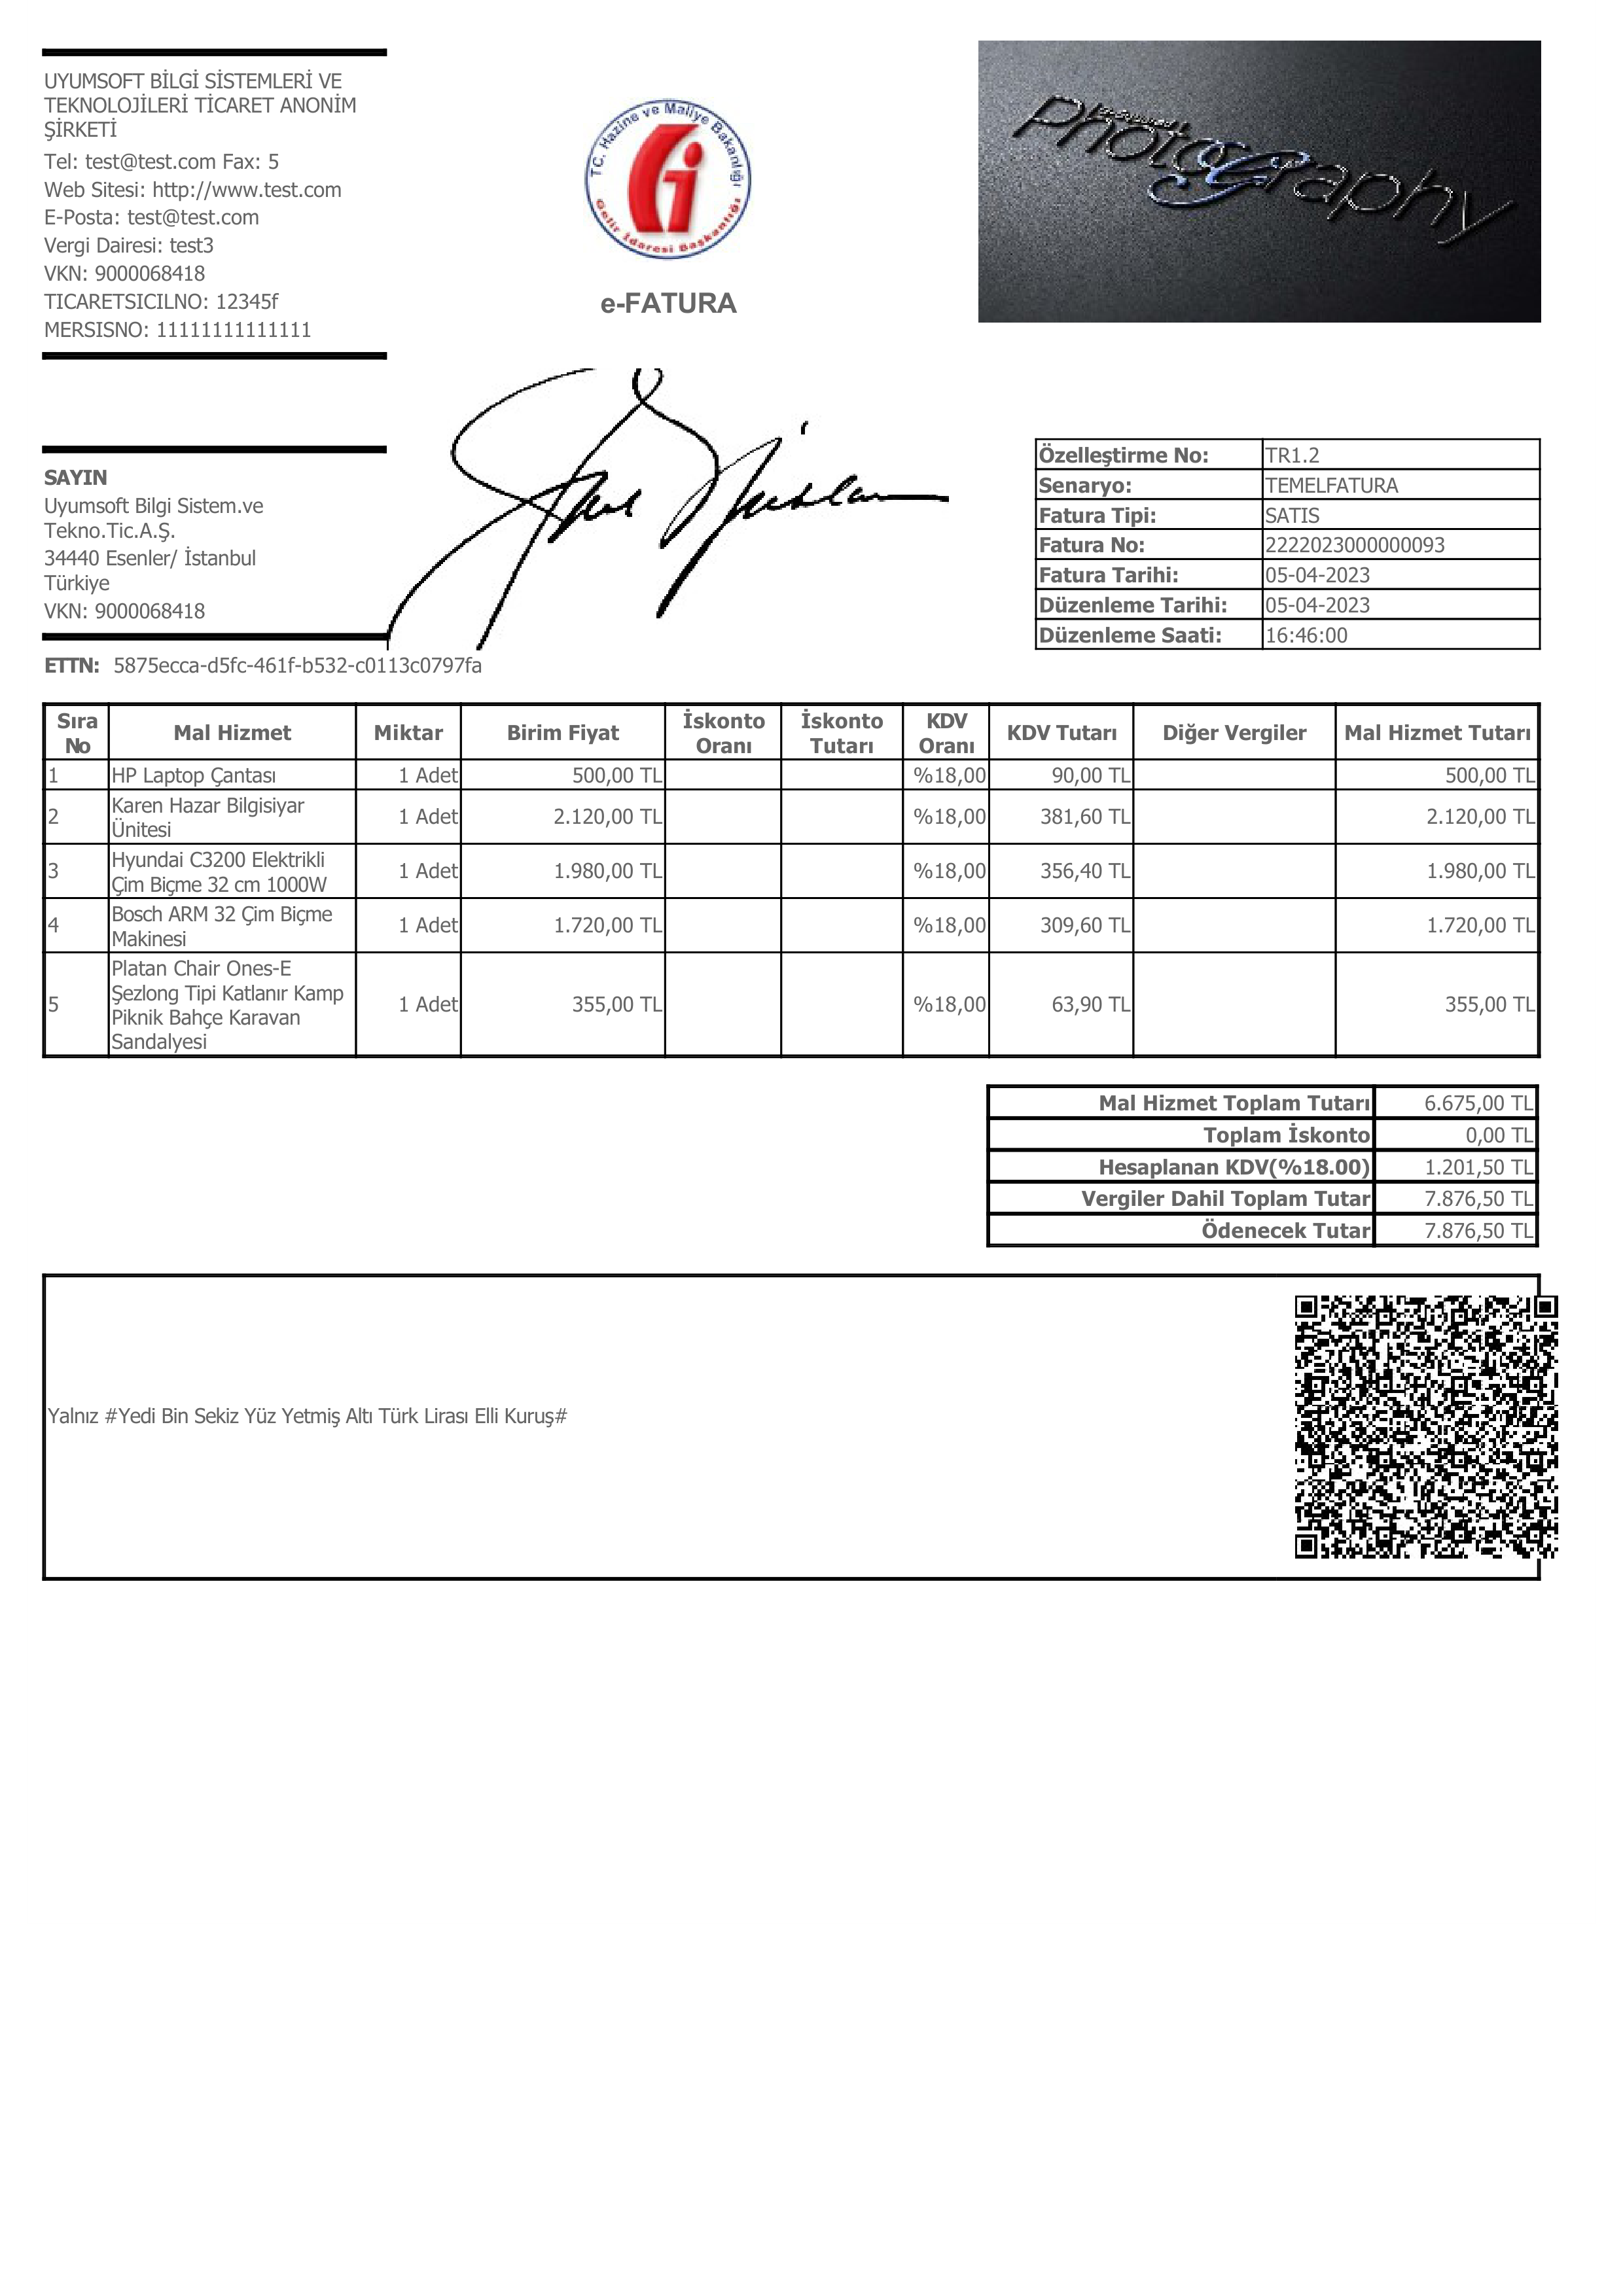 UYUMSOFT BİLGİ SİSTEMLERİ VE
TEKNOLOJİLERİ TİCARET ANONİM
ŞİRKETİ
Tel: test@test.com Fax: 5
Web Sitesi: http://www.test.com
E-Posta: test@test.com
Vergi Dairesi: test3
VKN: 9000068418
TICARETSICILNO: 12345f
MERSISNO: 11111111111111
T.C. Hazine ve Maliye Bakanlığı
Gelir İdaresi Başkanlığı
e-FATURA
Photography
SAYIN
Uyumsoft Bilgi Sistem.ve
Tekno.Tic.A.Ş.
34440 Esenler/ İstanbul
Türkiye
VKN: 9000068418
Özelleştirme No: TR1.2
Senaryo: TEMELFATURA
Fatura Tipi: SATIS
Fatura No: 2222023000000093
Fatura Tarihi: 05-04-2023
Düzenleme Tarihi: 05-04-2023
Düzenleme Saati: 16:46:00
ETTN: 5875ecca-d5fc-461f-b532-c0113c0797fa
Sıra No Mal Hizmet Miktar Birim Fiyat İskonto Oranı İskonto Tutarı KDV Oranı KDV Tutarı Diğer Vergiler Mal Hizmet Tutarı
1 HP Laptop Çantası 1 Adet 500,00 TL %18,00 90,00 TL 500,00 TL
2 Karen Hazar Bilgisiyar Ünitesi 1 Adet 2.120,00 TL %18,00 381,60 TL 2.120,00 TL
3 Hyundai C3200 Elektrikli Çim Biçme 32 cm 1000W 1 Adet 1.980,00 TL %18,00 356,40 TL 1.980,00 TL
4 Bosch ARM 32 Çim Biçme Makinesi 1 Adet 1.720,00 TL %18,00 309,60 TL 1.720,00 TL
5 Platan Chair Ones-E Şezlong Tipi Katlanır Kamp Piknik Bahçe Karavan Sandalyesi 1 Adet 355,00 TL %18,00 63,90 TL 355,00 TL
Mal Hizmet Toplam Tutarı 6.675,00 TL
Toplam İskonto 0,00 TL
Hesaplanan KDV(%18.00) 1.201,50 TL
Vergiler Dahil Toplam Tutar 7.876,50 TL
Ödenecek Tutar 7.876,50 TL
Yalnız #Yedi Bin Sekiz Yüz Yetmiş Altı Türk Lirası Elli Kuruş#